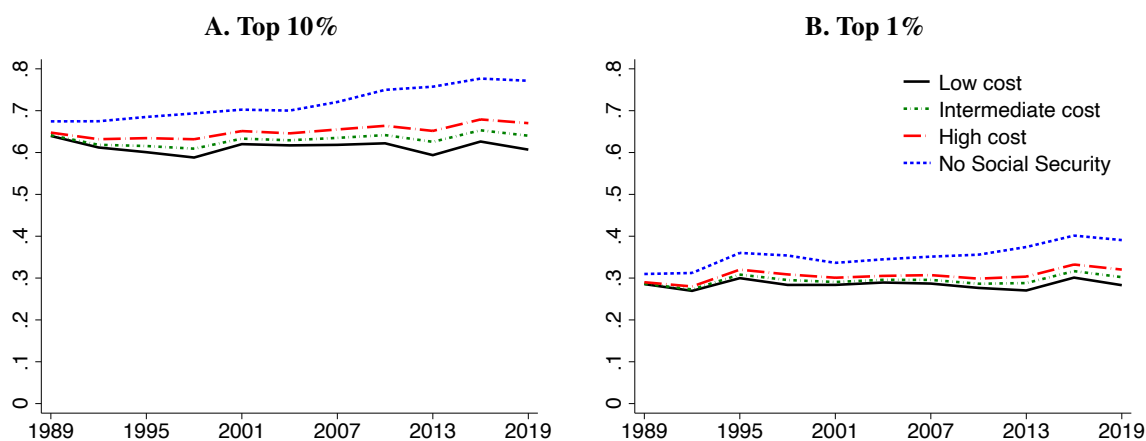 A. Top 10%
.8
.7
.6
.5
.4
.3
.2
.1
0
1989 1995 2001 2007 2013 2019
B. Top 1%
.8
.7
.6
.5
.4
.3
.2
.1
0
Low cost
Intermediate cost
High cost
No Social Security
1989 1995 2001 2007 2013 2019